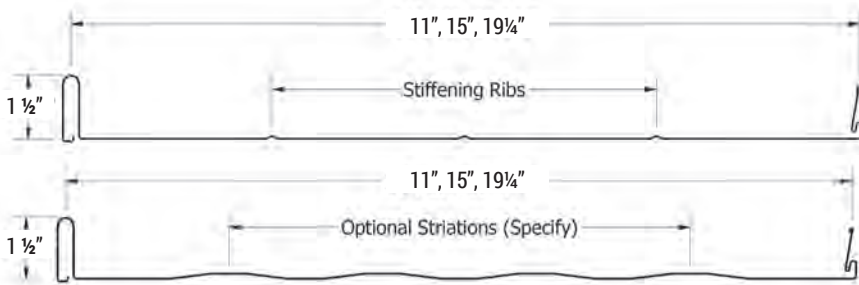 11”, 15”, 19¼”
Stiffening Ribs
1 ½”
11”, 15”, 19¼”
Optional Striations (Specify)
1 ½”